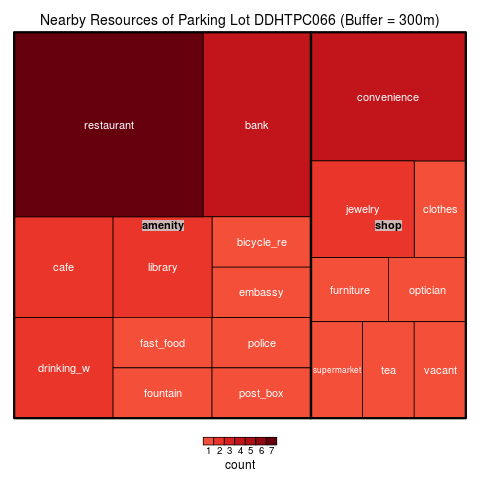 Nearby Resources of Parking Lot DDHTPC066 (Buffer = 300m)
restaurant
bank
convenience
amenity
shop
jewelry
clothes
cafe
library
bicycle_re
embassy
furniture
optician
drinking_w
fast_food
police
fountain
post_box
supermarket
tea
vacant
1 2 3 4 5 6 7
count